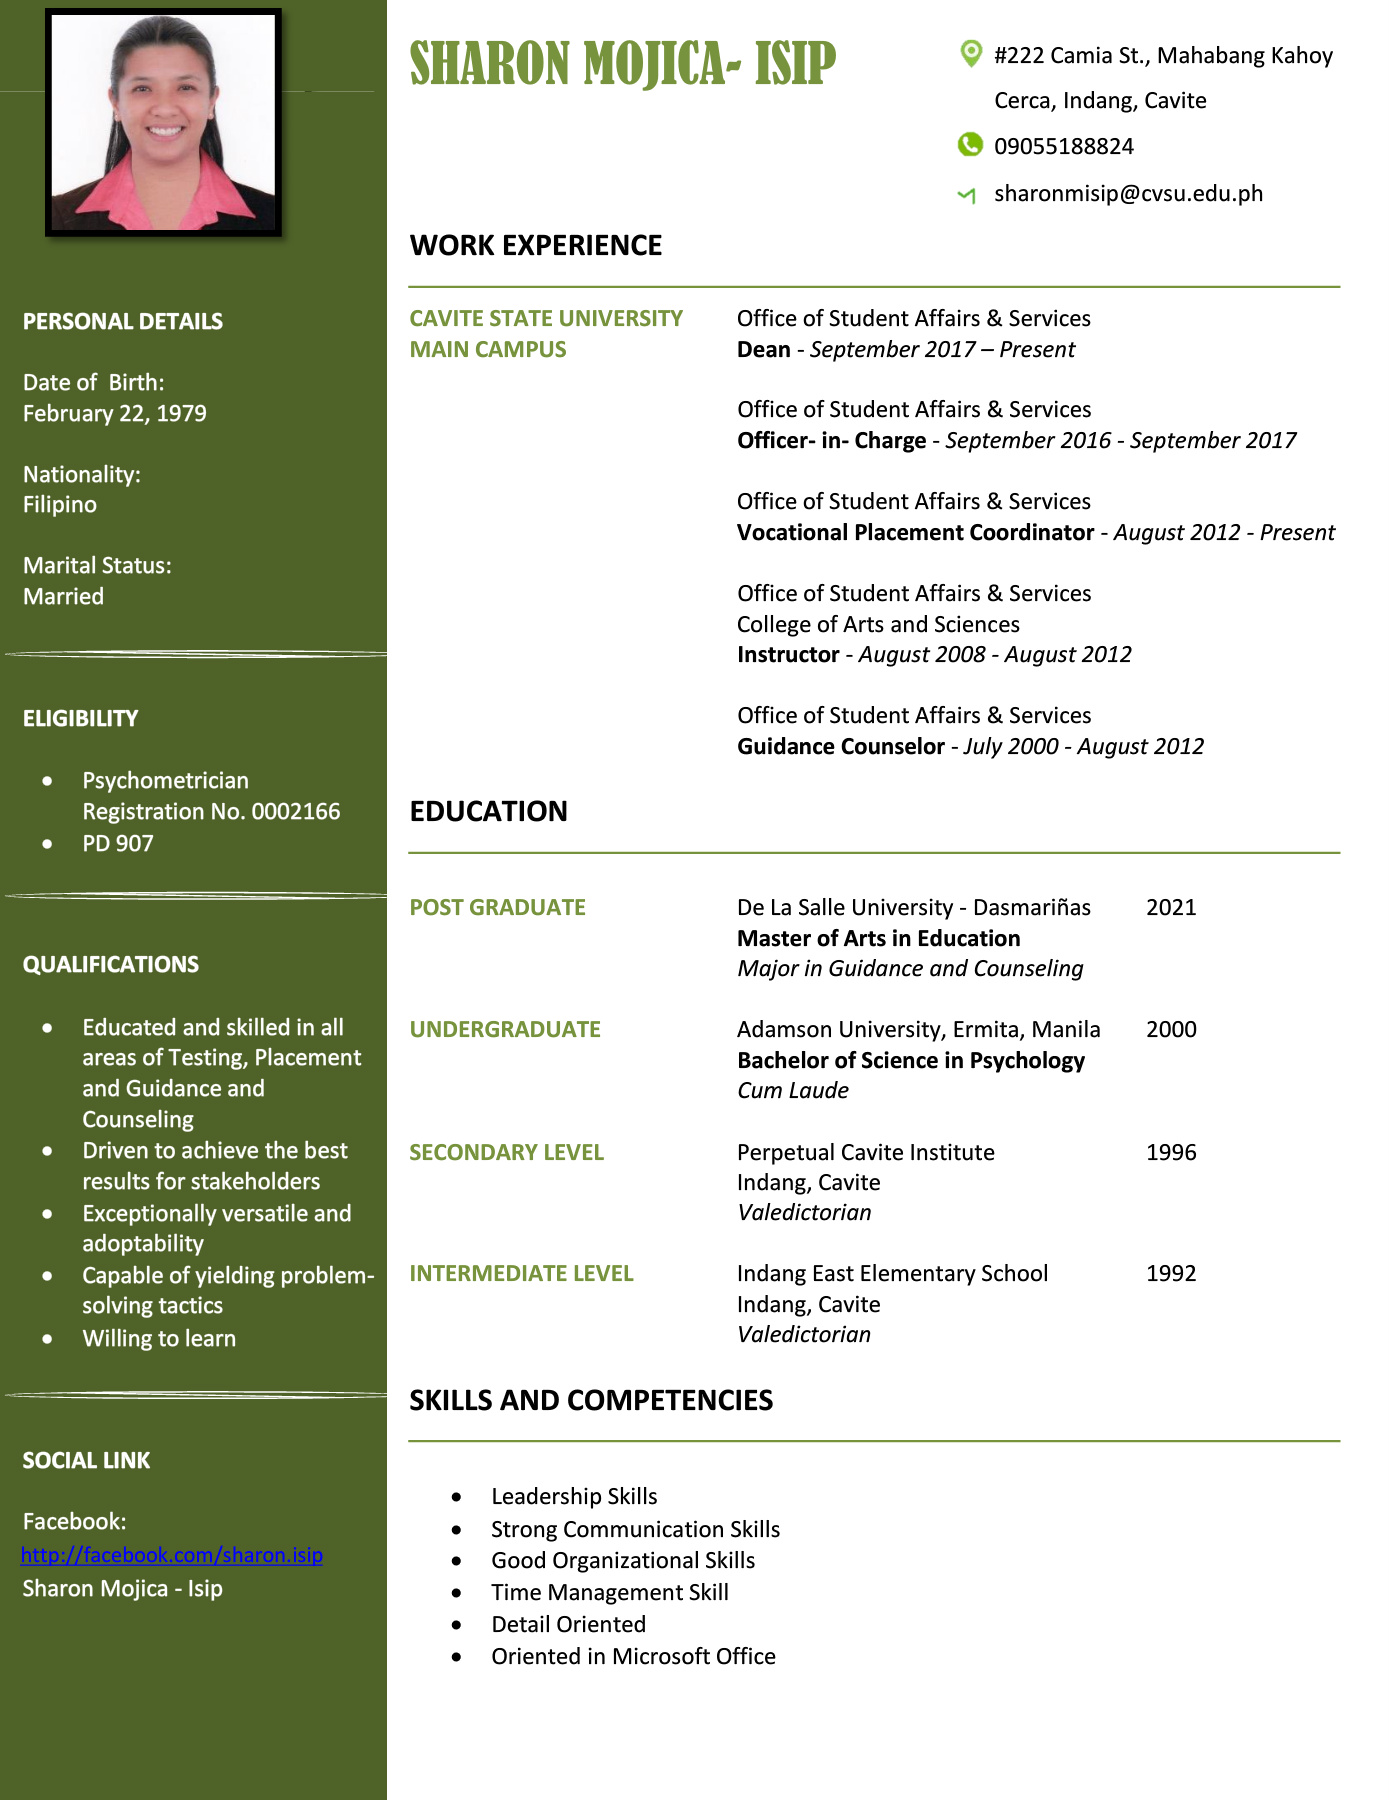 SHARON MOJICA- ISIP
#222 Camia St., Mahabang Kahoy
Cerca, Indang, Cavite
09055188824
sharonmisip@cvsu.edu.ph
PERSONAL DETAILS
Date of  Birth:
February 22, 1979
Nationality:
Filipino
Marital Status:
Married
ELIGIBILITY
• Psychometrician
Registration No. 0002166
• PD 907
QUALIFICATIONS
• Educated and skilled in all
areas of Testing, Placement
and Guidance and
Counseling
• Driven to achieve the best
results for stakeholders
• Exceptionally versatile and
adoptability
• Capable of yielding problem-
solving tactics
• Willing to learn
SOCIAL LINK
Facebook:
http://facebook.com/sharon.isip
Sharon Mojica - Isip
WORK EXPERIENCE
CAVITE STATE UNIVERSITY
MAIN CAMPUS
Office of Student Affairs & Services
Dean - September 2017 – Present
Office of Student Affairs & Services
Officer- in- Charge - September 2016 - September 2017
Office of Student Affairs & Services
Vocational Placement Coordinator - August 2012 - Present
Office of Student Affairs & Services
College of Arts and Sciences
Instructor - August 2008 - August 2012
Office of Student Affairs & Services
Guidance Counselor - July 2000 - August 2012
EDUCATION
POST GRADUATE De La Salle University - Dasmariñas 2021
Master of Arts in Education
Major in Guidance and Counseling
UNDERGRADUATE Adamson University, Ermita, Manila 2000
Bachelor of Science in Psychology
Cum Laude
SECONDARY LEVEL Perpetual Cavite Institute 1996
Indang, Cavite
Valedictorian
INTERMEDIATE LEVEL Indang East Elementary School 1992
Indang, Cavite
Valedictorian
SKILLS AND COMPETENCIES
• Leadership Skills
• Strong Communication Skills
• Good Organizational Skills
• Time Management Skill
• Detail Oriented
• Oriented in Microsoft Office